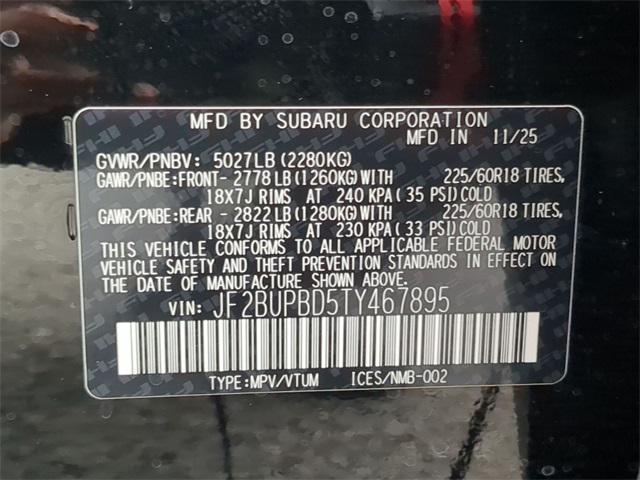 MFD BY SUBARU CORPORATION
MFD IN 11/25
GVWR/PNBV: 5027LB(2280KG)
GAWR/PNBE:FRONT- 2778 LB(1260KG)WITH 225/60R18 TIRES,
18X7J RIMS AT 240 KPA(35 PSI)COLD
GAWR/PNBE:REAR - 2822 LB(1280KG)WITH 225/60R18 TIRES,
18X7J RIMS AT 230 KPA(33 PSI)COLD
THIS VEHICLE CONFORMS TO ALL APPLICABLE FEDERAL MOTOR
VEHICLE SAFETY AND THEFT PREVENTION STANDARDS IN EFFECT
ON THE DATE OF MANUFACTURE SHOWN ABOVE.
VIN: JF2BUPBD5TY467895
TYPE:MPV/VTUM ICES/NMB-002